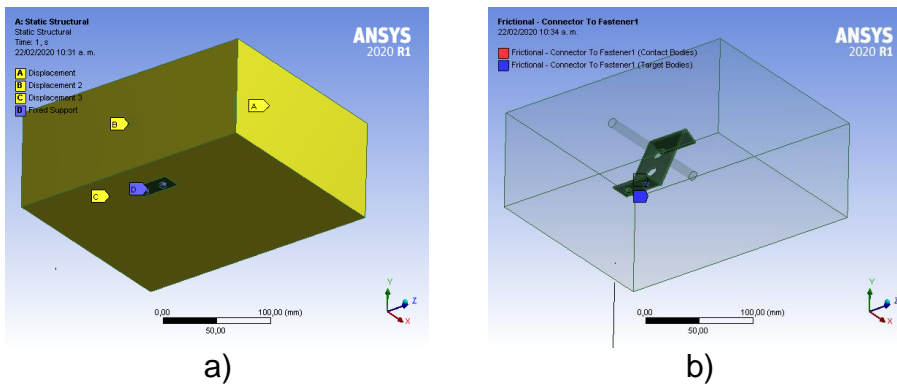 A: Static Structural
Static Structural
Time: 1, s
22/02/2020 10:31 a. m.
A Displacement
B Displacement 2
C Displacement 3
D Fixed Support
ANSYS
2020 R1
A
B
C
D
0,00 100,00 (mm)
50,00
Y
Z
X
a)
Frictional - Connector To Fastener1
22/02/2020 10:34 a. m.
Frictional - Connector To Fastener1 (Contact Bodies)
Frictional - Connector To Fastener1 (Target Bodies)
ANSYS
2020 R1
0,00 100,00 (mm)
50,00
Y
Z
X
b)